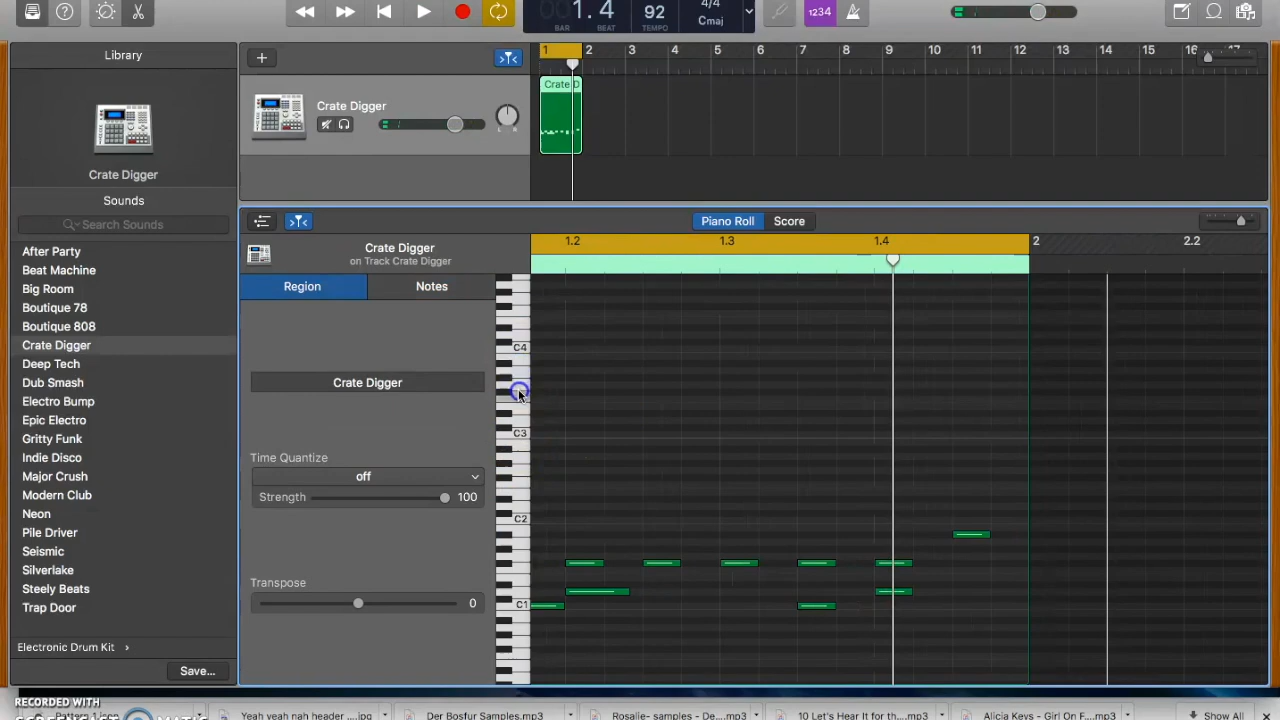 1.4
92
4/4
Cmaj
BAR
BEAT
TEMPO
1234
Library
Crate Digger
Sounds
Search Sounds
After Party
Beat Machine
Big Room
Boutique 78
Boutique 808
Crate Digger
Deep Tech
Dub Smash
Electro Bump
Epic Electro
Gritty Funk
Indie Disco
Major Crush
Modern Club
Neon
Pile Driver
Seismic
Silverlake
Steely Beats
Trap Door
Electronic Drum Kit
Save...
1 2 3 4 5 6 7 8 9 10 11 12 13 14 15 16 17
Crate Digger
L R
Crate D
Piano Roll
Score
Crate Digger
on Track Crate Digger
1.2 1.3 1.4 2 2.2
Region
Notes
Crate Digger
Time Quantize
off
Strength 100
Transpose
0
C4
C3
C2
C1
RECORDED WITH
Yeah yeah nah header ....jpg
Der Bosfur Samples.mp3
Rosalie- samples - De....mp3
10 Let's Hear It for th....mp3
Alicia Keys - Girl On F....mp3
Show All